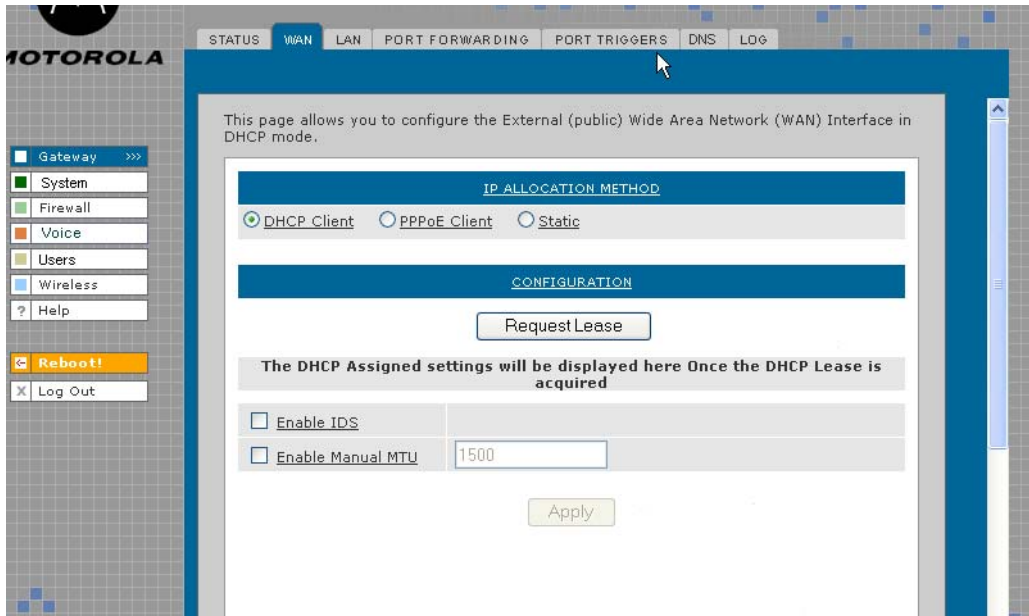 MOTOROLA
STATUS WAN LAN PORT FORWARDING PORT TRIGGERS DNS LOG
This page allows you to configure the External (public) Wide Area Network (WAN) Interface in
DHCP mode.
Gateway >>>
System
Firewall
Voice
Users
Wireless
? Help
Reboot!
X Log Out
IP ALLOCATION METHOD
DHCP Client PPPoE Client Static
CONFIGURATION
Request Lease
The DHCP Assigned settings will be displayed here Once the DHCP Lease is
acquired
Enable IDS
Enable Manual MTU 1500
Apply